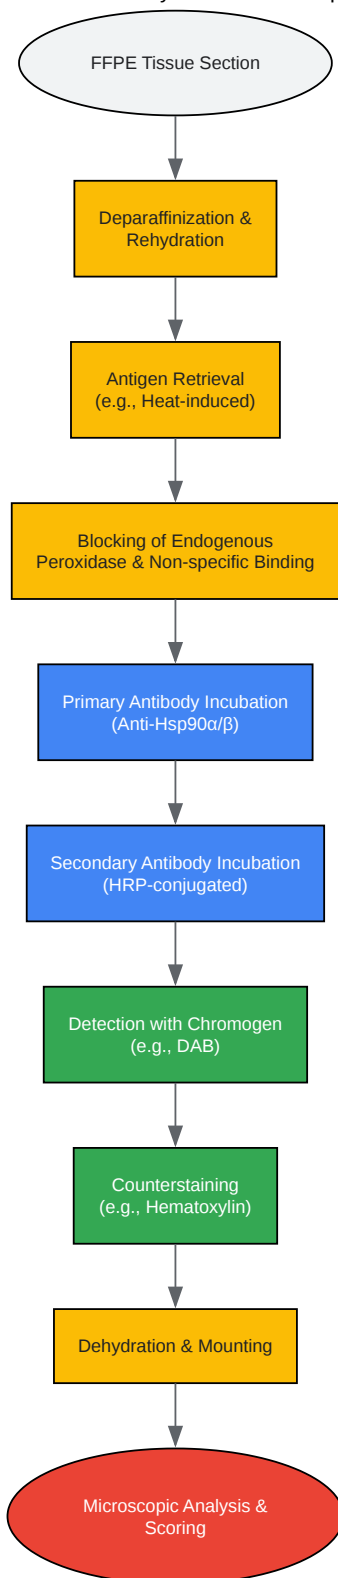 FFPE Tissue Section
Deparaffinization &
Rehydration
Antigen Retrieval
(e.g., Heat-induced)
Blocking of Endogenous
Peroxidase & Non-specific Binding
Primary Antibody Incubation
(Anti-Hsp90α/β)
Secondary Antibody Incubation
(HRP-conjugated)
Detection with Chromogen
(e.g., DAB)
Counterstaining
(e.g., Hematoxylin)
Dehydration & Mounting
Microscopic Analysis &
Scoring